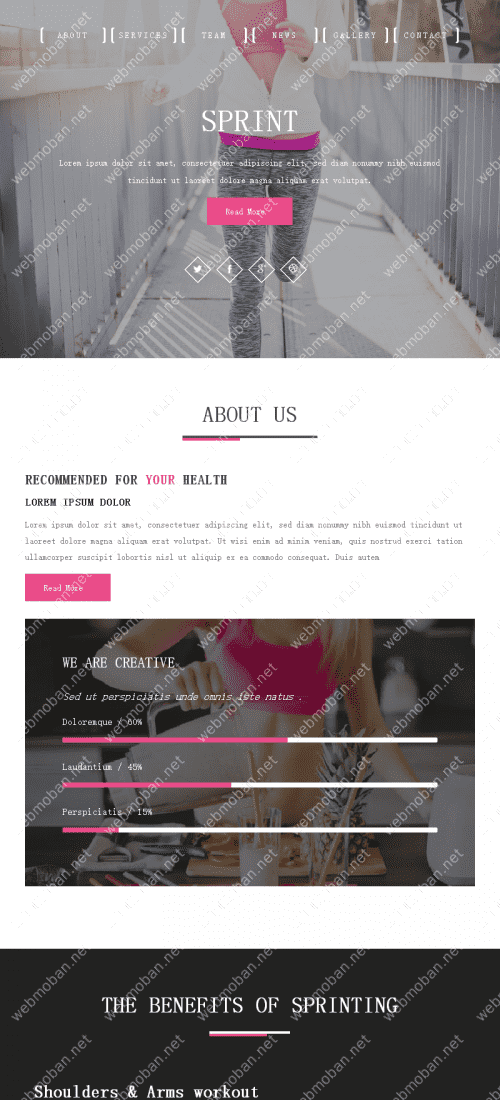 [ ABOUT ] [ SERVICES ] [ TEAM ] [ NEWS ] [ GALLERY ] [ CONTACT ]
SPRINT
Lorem ipsum dolor sit amet, consectetuer adipiscing elit, sed diam nonummy nibh euismod
tincidunt ut laoreet dolore magna aliquam erat volutpat.
Read More
ABOUT US
RECOMMENDED FOR YOUR HEALTH
LOREM IPSUM DOLOR
Lorem ipsum dolor sit amet, consectetuer adipiscing elit, sed diam nonummy nibh euismod tincidunt ut
laoreet dolore magna aliquam erat volutpat. Ut wisi enim ad minim veniam, quis nostrud exerci tation
ullamcorper suscipit lobortis nisl ut aliquip ex ea commodo consequat. Duis autem
Read More
WE ARE CREATIVE
Sed ut perspiciatis unde omnis iste natus .
Doloremque / 60%
Laudantium / 45%
Perspiciatis / 15%
THE BENEFITS OF SPRINTING
Shoulders & Arms workout
webmoban.net